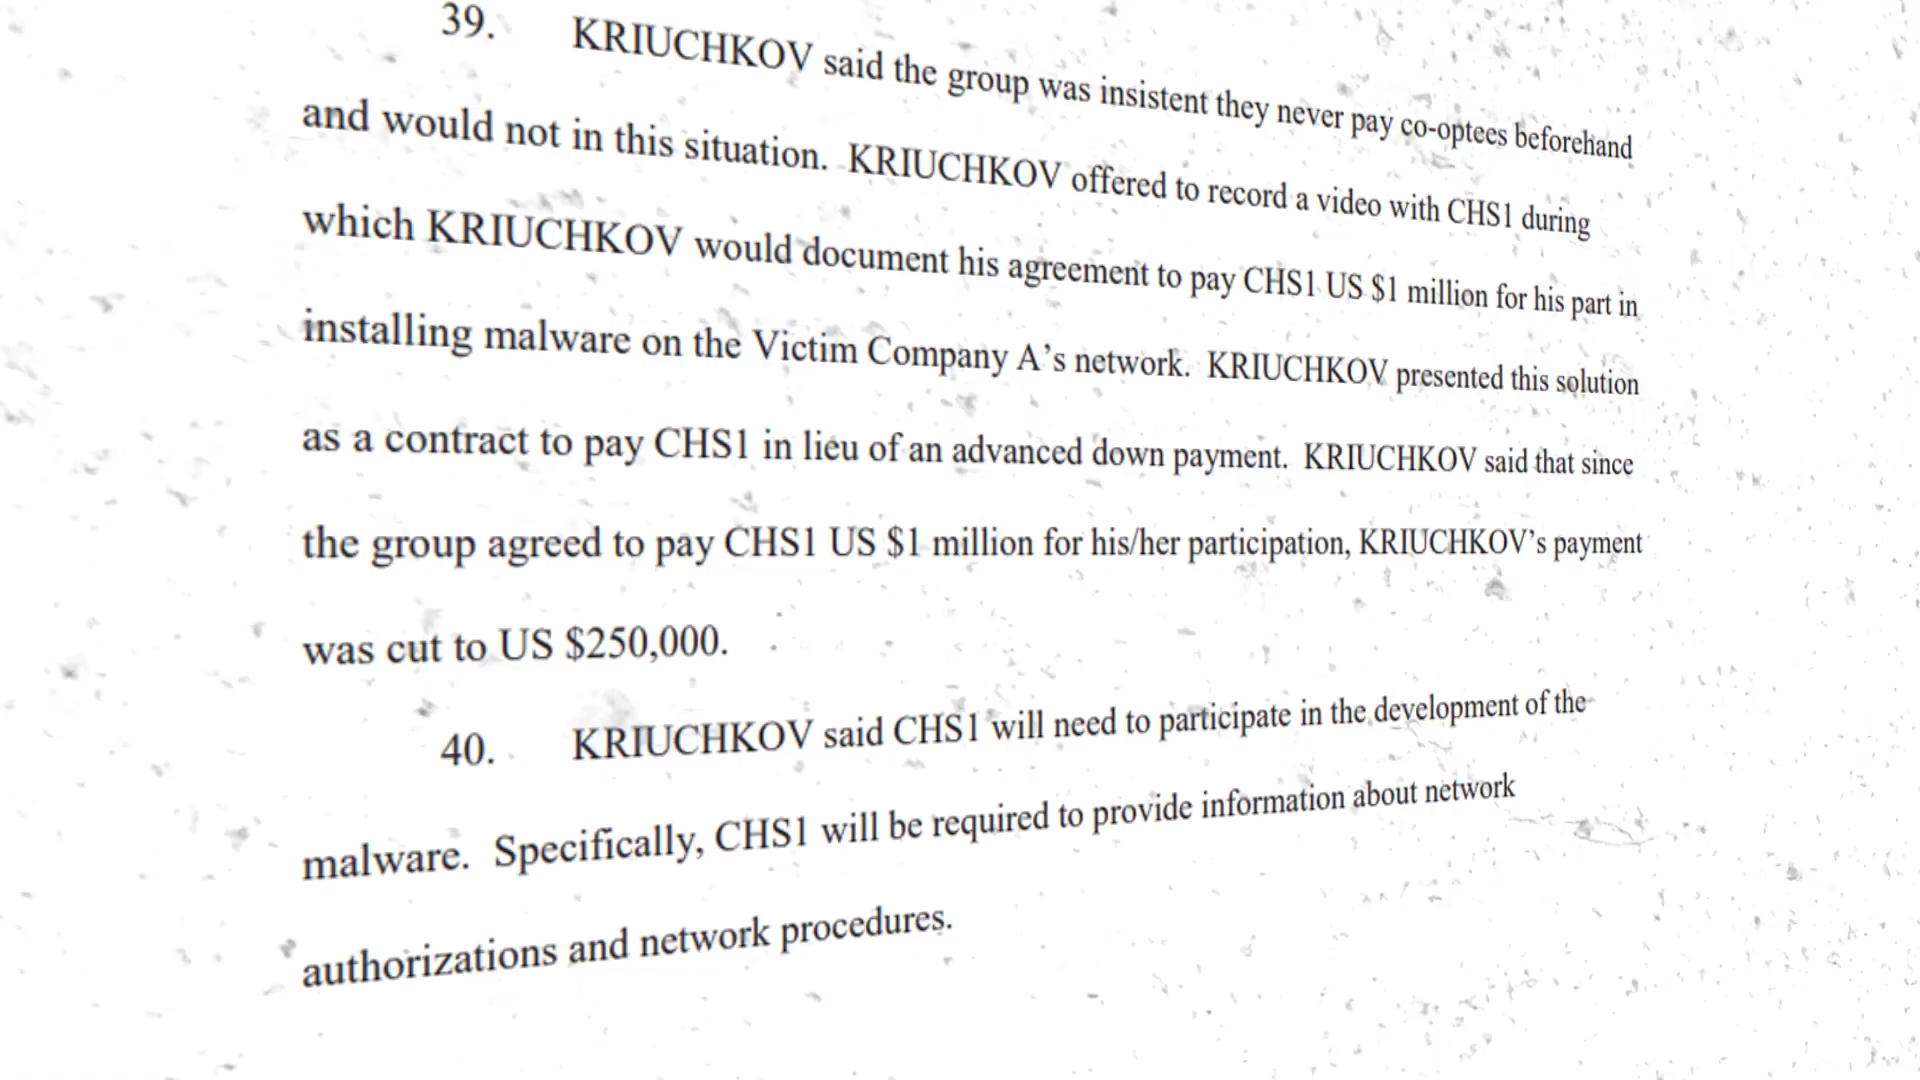 39. KRIUCHKOV said the group was insistent they never pay co-optees beforehand
and would not in this situation. KRIUCHKOV offered to record a video with CHS1 during
which KRIUCHKOV would document his agreement to pay CHS1 US $1 million for his part in
installing malware on the Victim Company A’s network. KRIUCHKOV presented this solution
as a contract to pay CHS1 in lieu of an advanced down payment. KRIUCHKOV said that since
the group agreed to pay CHS1 US $1 million for his/her participation, KRIUCHKOV’s payment
was cut to US $250,000.
40. KRIUCHKOV said CHS1 will need to participate in the development of the
malware. Specifically, CHS1 will be required to provide information about network
authorizations and network procedures.